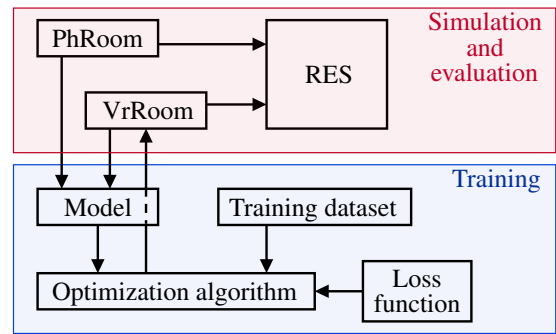 PhRoom
Simulation
and
evaluation
RES
VrRoom
Training
Model
Training dataset
Optimization algorithm
Loss
function